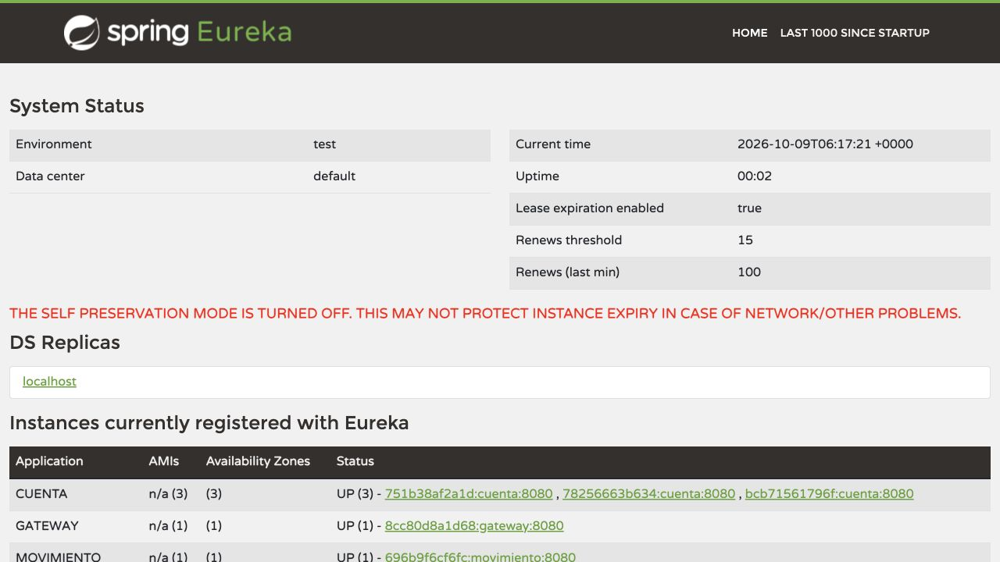 spring Eureka
HOME LAST 1000 SINCE STARTUP
System Status
Environment test
Data center default
Current time 2026-10-09T06:17:21 +0000
Uptime 00:02
Lease expiration enabled true
Renews threshold 15
Renews (last min) 100
THE SELF PRESERVATION MODE IS TURNED OFF. THIS MAY NOT PROTECT INSTANCE EXPIRY IN CASE OF NETWORK/OTHER PROBLEMS.
DS Replicas
localhost
Instances currently registered with Eureka
Application AMIs Availability Zones Status
CUENTA n/a (3) (3) UP (3) - 751b38af2a1d:cuenta:8080 , 78256663b634:cuenta:8080 , bcb71561796f:cuenta:8080
GATEWAY n/a (1) (1) UP (1) - 8cc80d8a1d68:gateway:8080
MOVIMIENTO n/a (1) (1) UP (1) - 696b9f6cf6fc:movimiento:8080